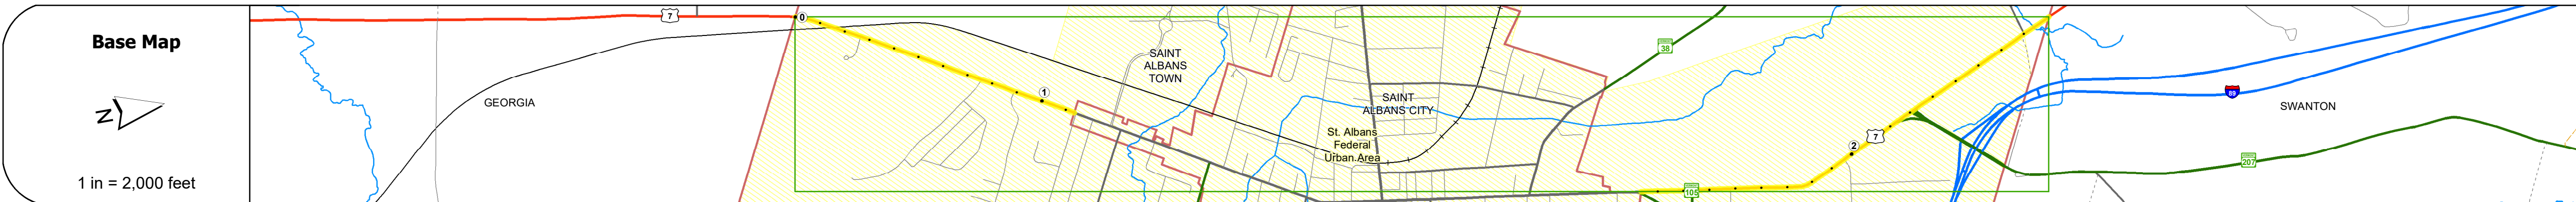 Base Map
N
1 in = 2,000 feet
7
0
GEORGIA
1
SAINT
ALBANS
TOWN
SAINT
ALBANS CITY
St. Albans
Federal
Urban Area
38
105
2
7
89
SWANTON
207